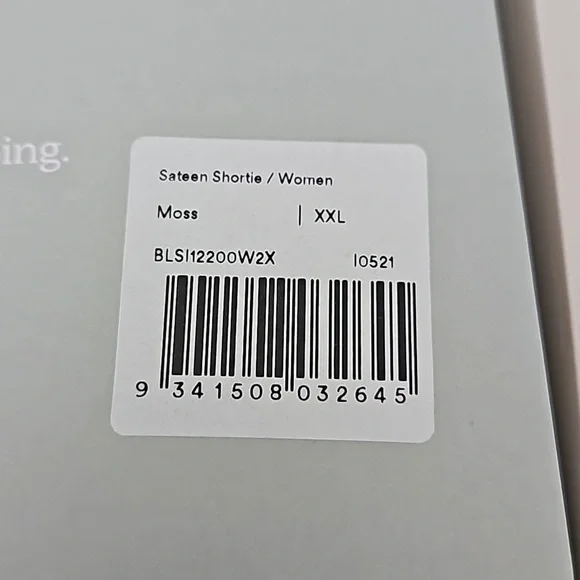 ing.
Sateen Shortie / Women
Moss | XXL
BLSI12200W2X I0521
9 341508 032645